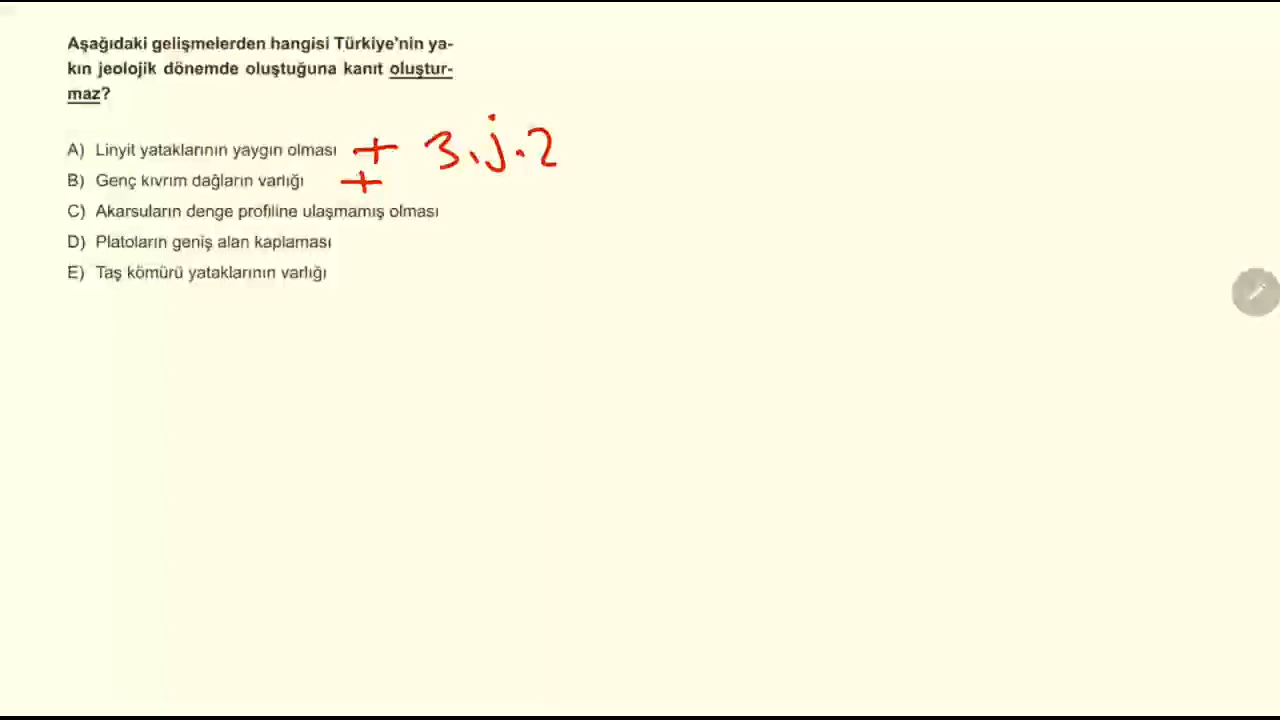 Aşağıdaki gelişmelerden hangisi Türkiye'nin ya-
kın jeolojik dönemde oluştuğuna kanıt oluştur-
maz?
A) Linyit yataklarının yaygın olması + 3.j.2
B) Genç kıvrım dağların varlığı +
C) Akarsuların denge profiline ulaşmamış olması
D) Platoların geniş alan kaplaması
E) Taş kömürü yataklarının varlığı